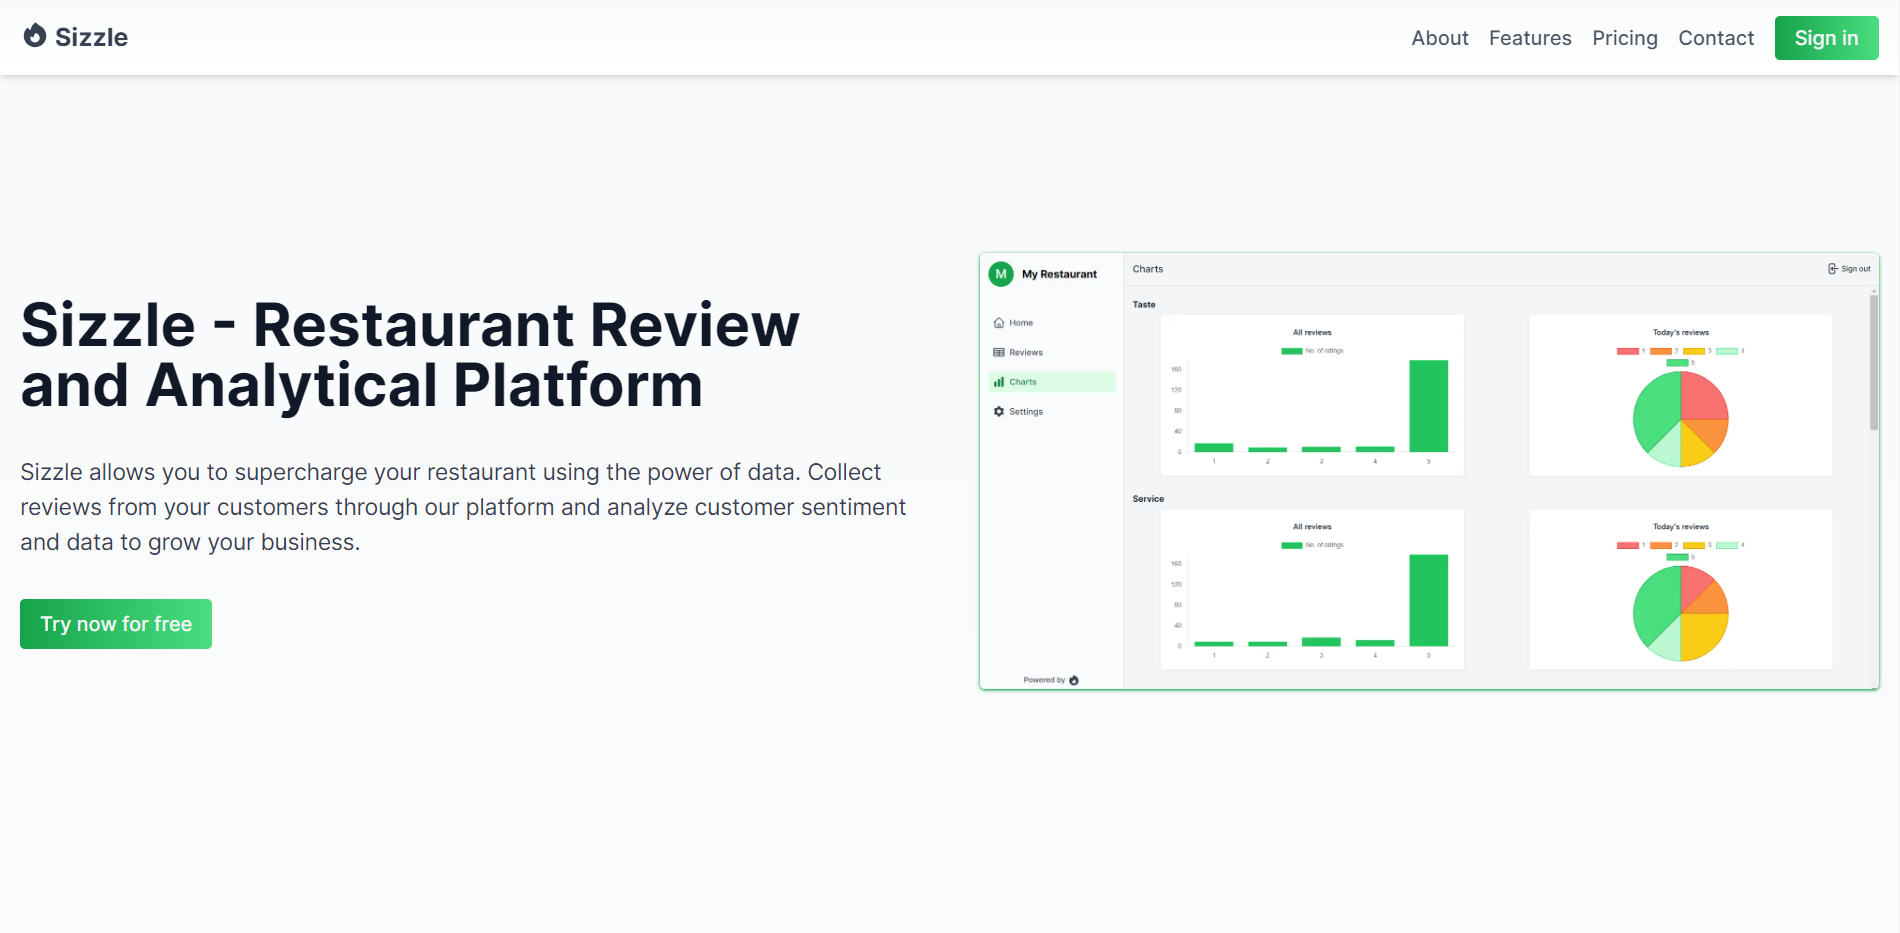 Sizzle
About Features Pricing Contact Sign in
Sizzle - Restaurant Review
and Analytical Platform
Sizzle allows you to supercharge your restaurant using the power of data. Collect
reviews from your customers through our platform and analyze customer sentiment
and data to grow your business.
Try now for free
M My Restaurant
Home
Reviews
Charts
Settings
Powered by
Charts
Sign out
Taste
All reviews
No. of ratings
160
120
80
40
0
1 2 3 4 5
Today's reviews
1 2 3 4
5
Service
All reviews
No. of ratings
160
120
80
40
0
1 2 3 4 5
Today's reviews
1 2 3 4
5